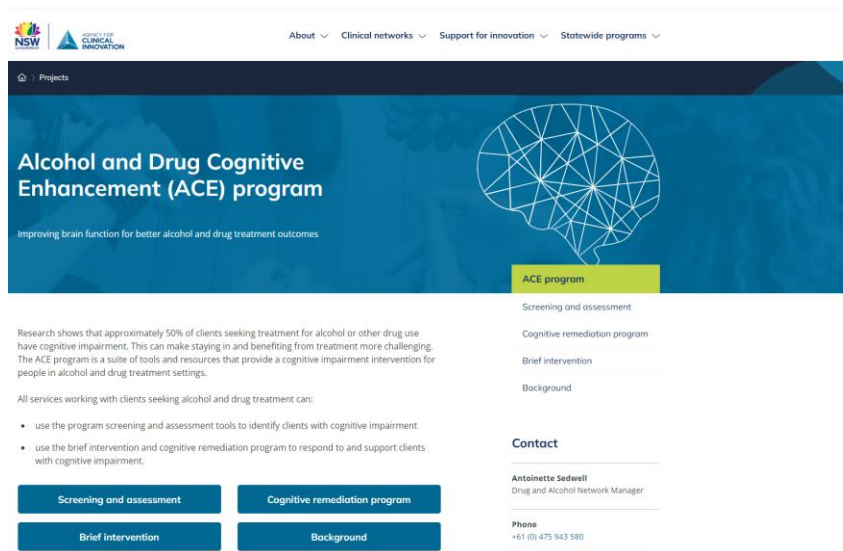 NSW
GOVERNMENT
AGENCY FOR
CLINICAL
INNOVATION
About
Clinical networks
Support for innovation
Statewide programs
Projects
Alcohol and Drug Cognitive
Enhancement (ACE) program
Improving brain function for better alcohol and drug treatment outcomes
ACE program
Screening and assessment
Cognitive remediation program
Brief intervention
Background
Research shows that approximately 50% of clients seeking treatment for alcohol or other drug use
have cognitive impairment. This can make staying in and benefiting from treatment more challenging.
The ACE program is a suite of tools and resources that provide a cognitive impairment intervention for
people in alcohol and drug treatment settings.
All services working with clients seeking alcohol and drug treatment can:
• use the program screening and assessment tools to identify clients with cognitive impairment
• use the brief intervention and cognitive remediation program to respond to and support clients
with cognitive impairment.
Screening and assessment
Cognitive remediation program
Brief intervention
Background
Contact
Antoinette Sedwell
Drug and Alcohol Network Manager
Phone
+61 (0) 475 943 580